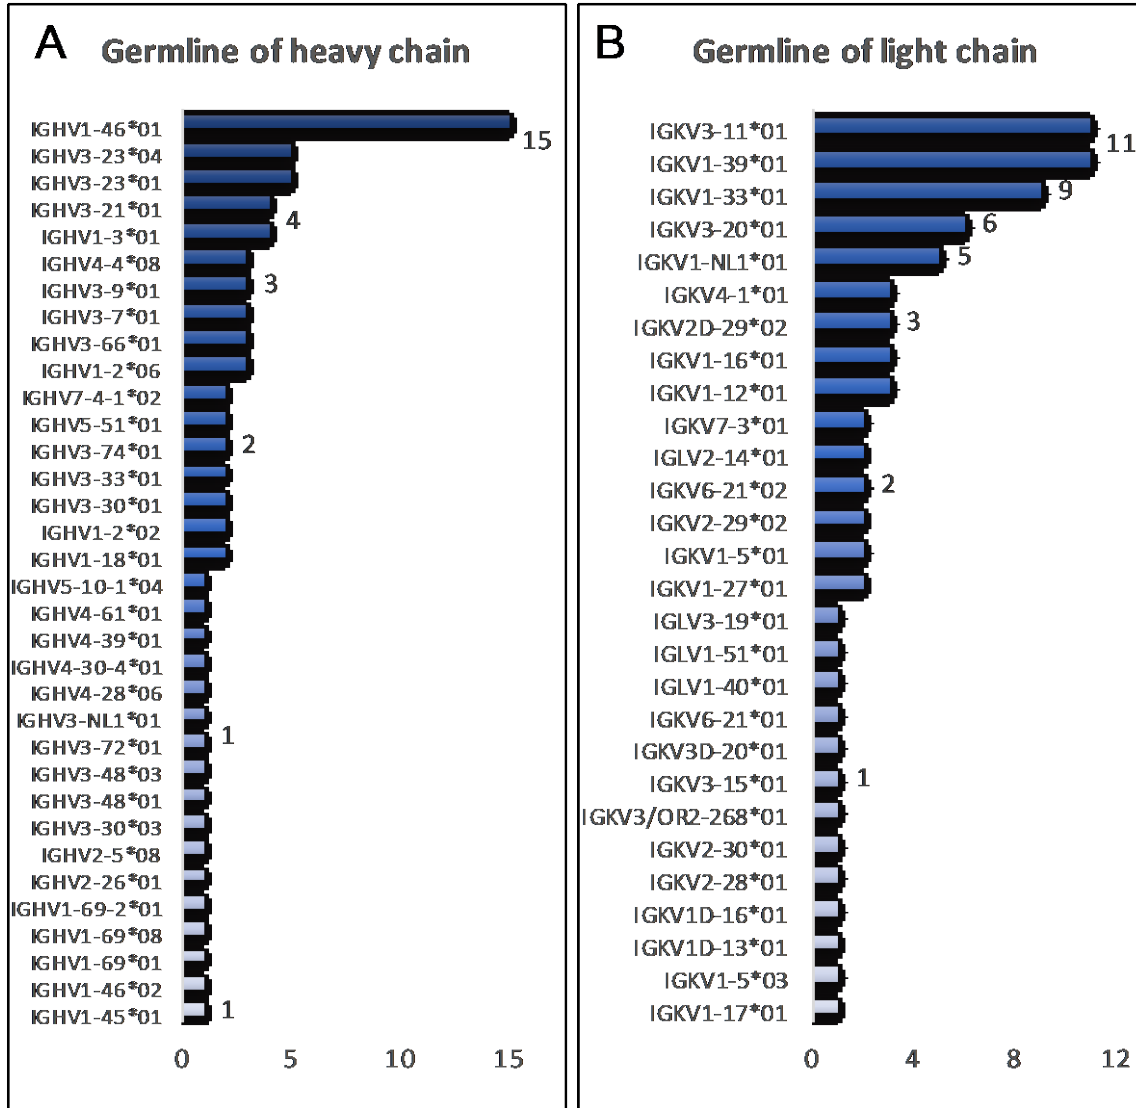 A Germline of heavy chain
IGHV1-46*01
15
IGHV3-23*04
IGHV3-23*01
IGHV3-21*01
4
IGHV1-3*01
IGHV4-4*08
IGHV3-9*01 3
IGHV3-7*01
IGHV3-66*01
IGHV1-2*06
IGHV7-4-1*02
IGHV5-51*01
IGHV3-74*01 2
IGHV3-33*01
IGHV3-30*01
IGHV1-2*02
IGHV1-18*01
IGHV5-10-1*04
IGHV4-61*01
IGHV4-39*01
IGHV4-30-4*01
IGHV4-28*06
IGHV3-NL1*01
1
IGHV3-72*01
IGHV3-48*03
IGHV3-48*01
IGHV3-30*03
IGHV2-5*08
IGHV2-26*01
IGHV1-69-2*01
IGHV1-69*08
IGHV1-69*01
IGHV1-46*02
IGHV1-45*01 1
0 5 10 15
B Germline of light chain
IGKV3-11*01
11
IGKV1-39*01
IGKV1-33*01 9
IGKV3-20*01 6
IGKV1-NL1*01 5
IGKV4-1*01
IGKV2D-29*02 3
IGKV1-16*01
IGKV1-12*01
IGKV7-3*01
IGLV2-14*01
IGKV6-21*02 2
IGKV2-29*02
IGKV1-5*01
IGKV1-27*01
IGLV3-19*01
IGLV1-51*01
IGLV1-40*01
IGKV6-21*01
IGKV3D-20*01
IGKV3-15*01 1
IGKV3/OR2-268*01
IGKV2-30*01
IGKV2-28*01
IGKV1D-16*01
IGKV1D-13*01
IGKV1-5*03
IGKV1-17*01
0 4 8 12